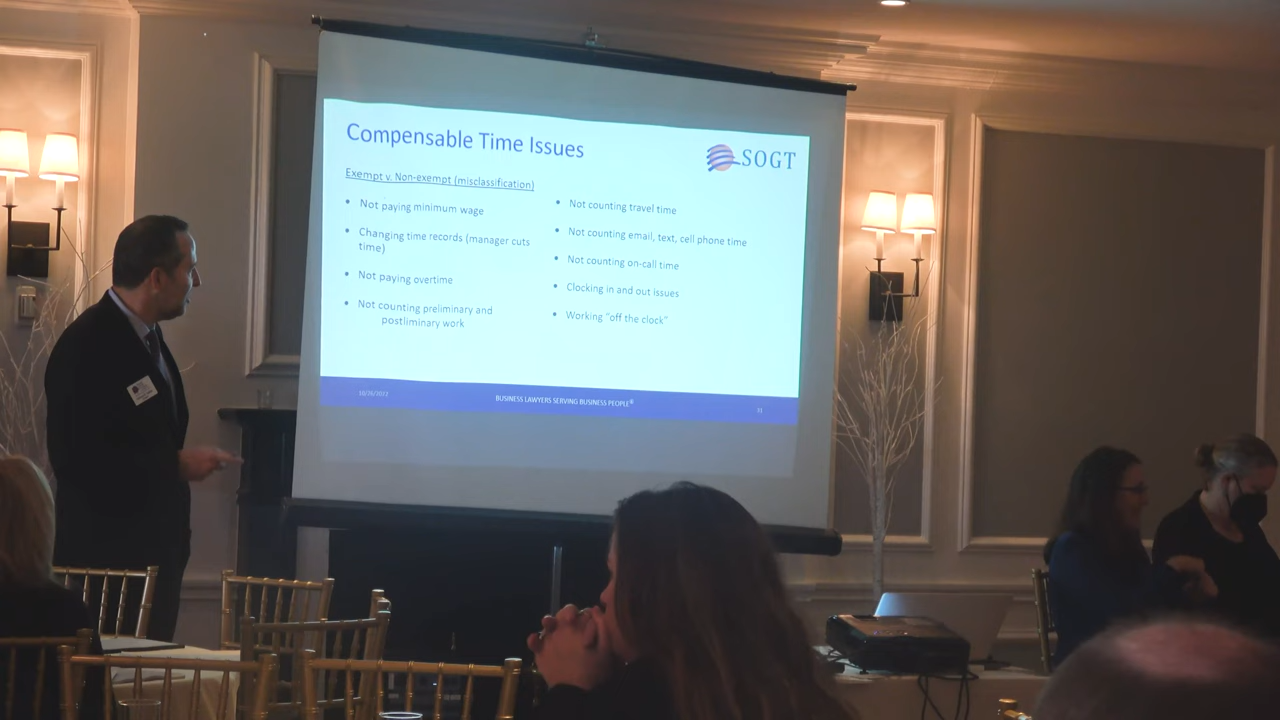 Compensable Time Issues
SOGT
Exempt v. Non-exempt (misclassification)
• Not paying minimum wage
• Changing time records (manager cuts
time)
• Not paying overtime
• Not counting preliminary and
postliminary work
• Not counting travel time
• Not counting email, text, cell phone time
• Not counting on-call time
• Clocking in and out issues
• Working "off the clock"
BUSINESS LAWYERS SERVING BUSINESS PEOPLE®